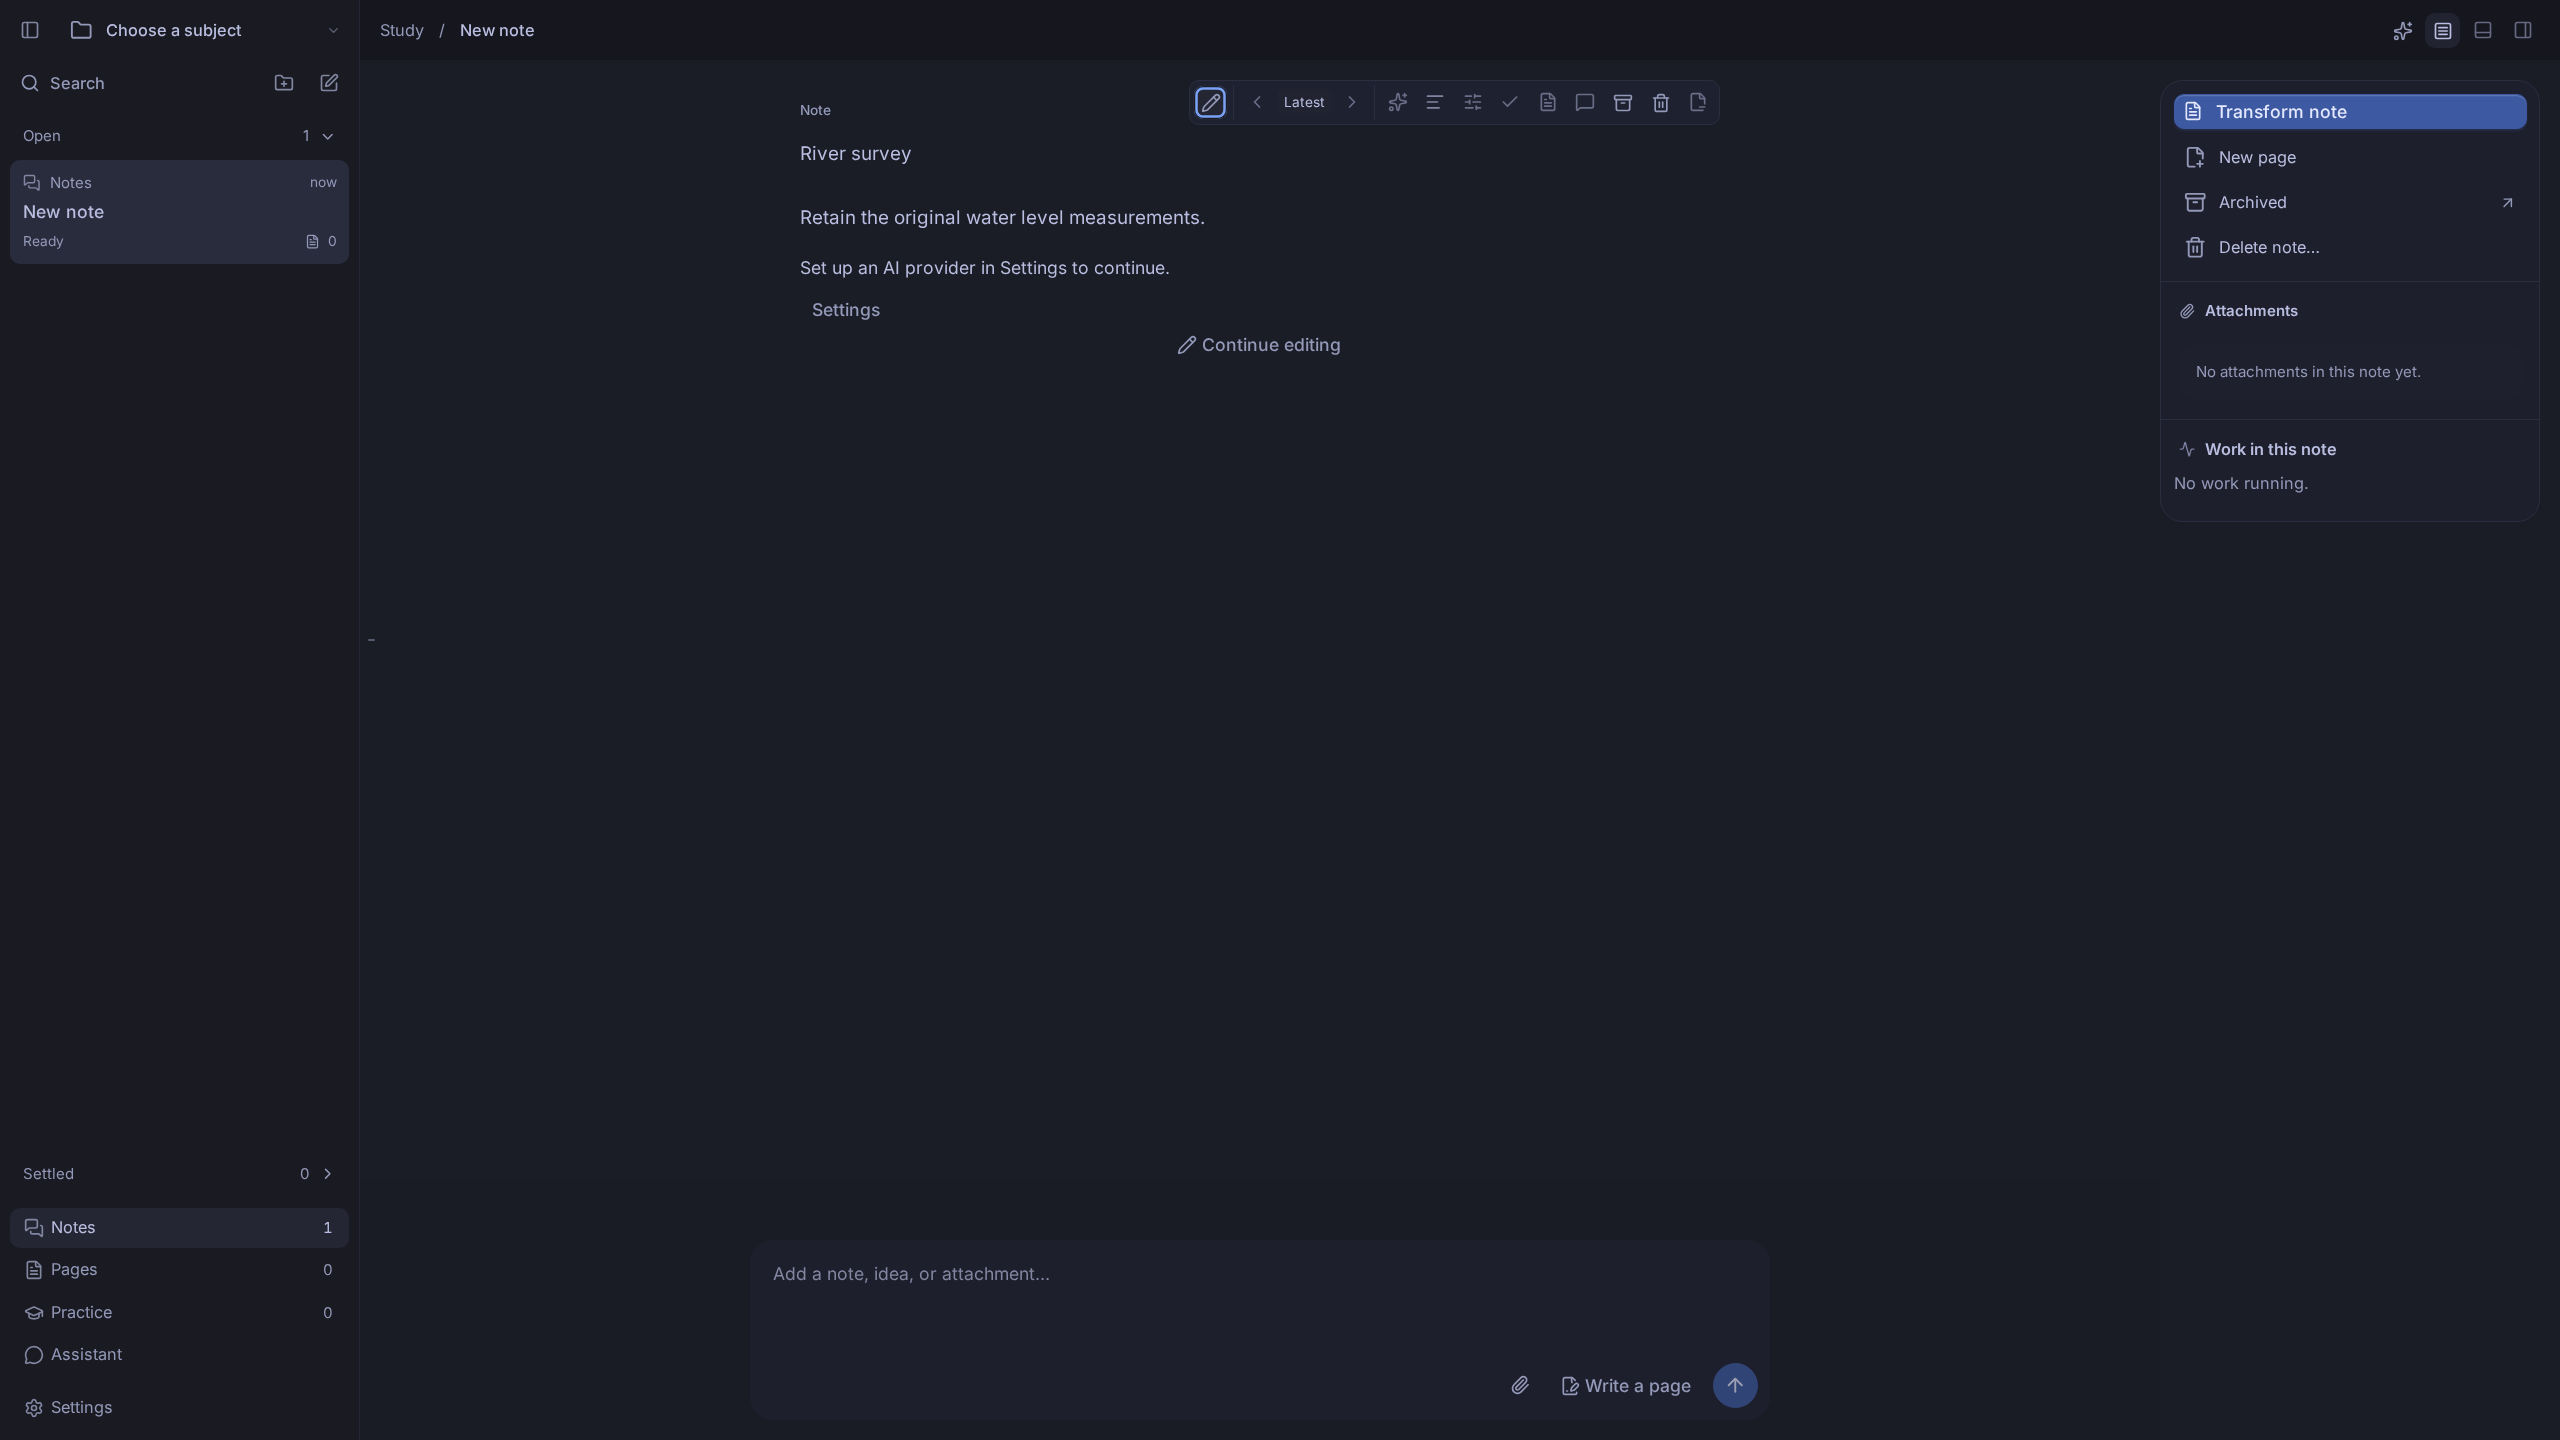 Choose a subject
Study / New note
Search
Open 1
Notes now
New note
Ready 0
Note
Latest
River survey
Retain the original water level measurements.
Set up an AI provider in Settings to continue.
Settings
Continue editing
Transform note
New page
Archived
Delete note...
Attachments
No attachments in this note yet.
Work in this note
No work running.
Settled 0
Notes 1
Pages 0
Practice 0
Assistant
Settings
Add a note, idea, or attachment...
Write a page